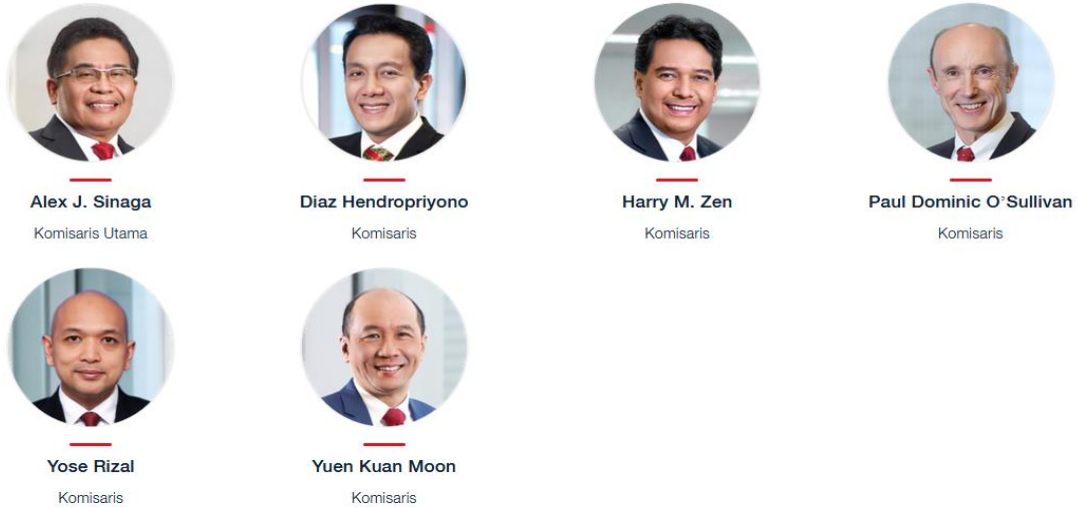 Alex J. Sinaga
Komisaris Utama
Diaz Hendropriyono
Komisaris
Harry M. Zen
Komisaris
Paul Dominic O'Sullivan
Komisaris
Yose Rizal
Komisaris
Yuen Kuan Moon
Komisaris